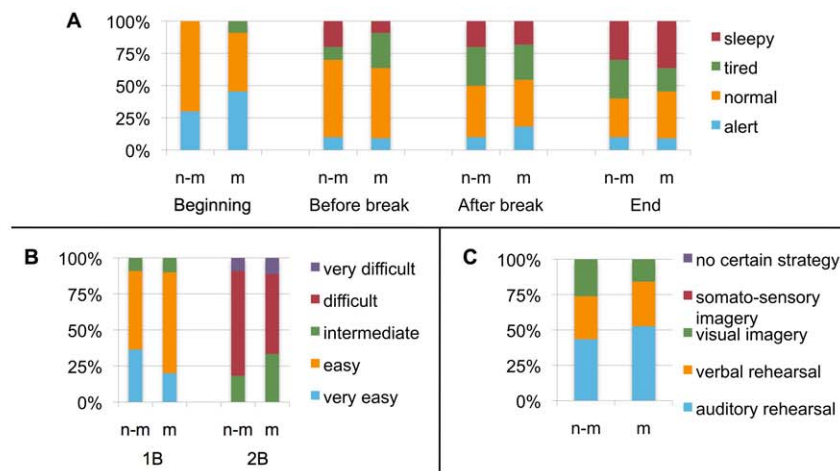 A
100%
75%
50%
25%
0%
n-m m n-m m n-m m n-m m
Beginning Before break After break End
sleepy
tired
normal
alert
B
100%
75%
50%
25%
0%
n-m m n-m m
1B 2B
very difficult
difficult
intermediate
easy
very easy
C
100%
75%
50%
25%
0%
n-m m
no certain strategy
somato-sensory
imagery
visual imagery
verbal rehearsal
auditory rehearsal